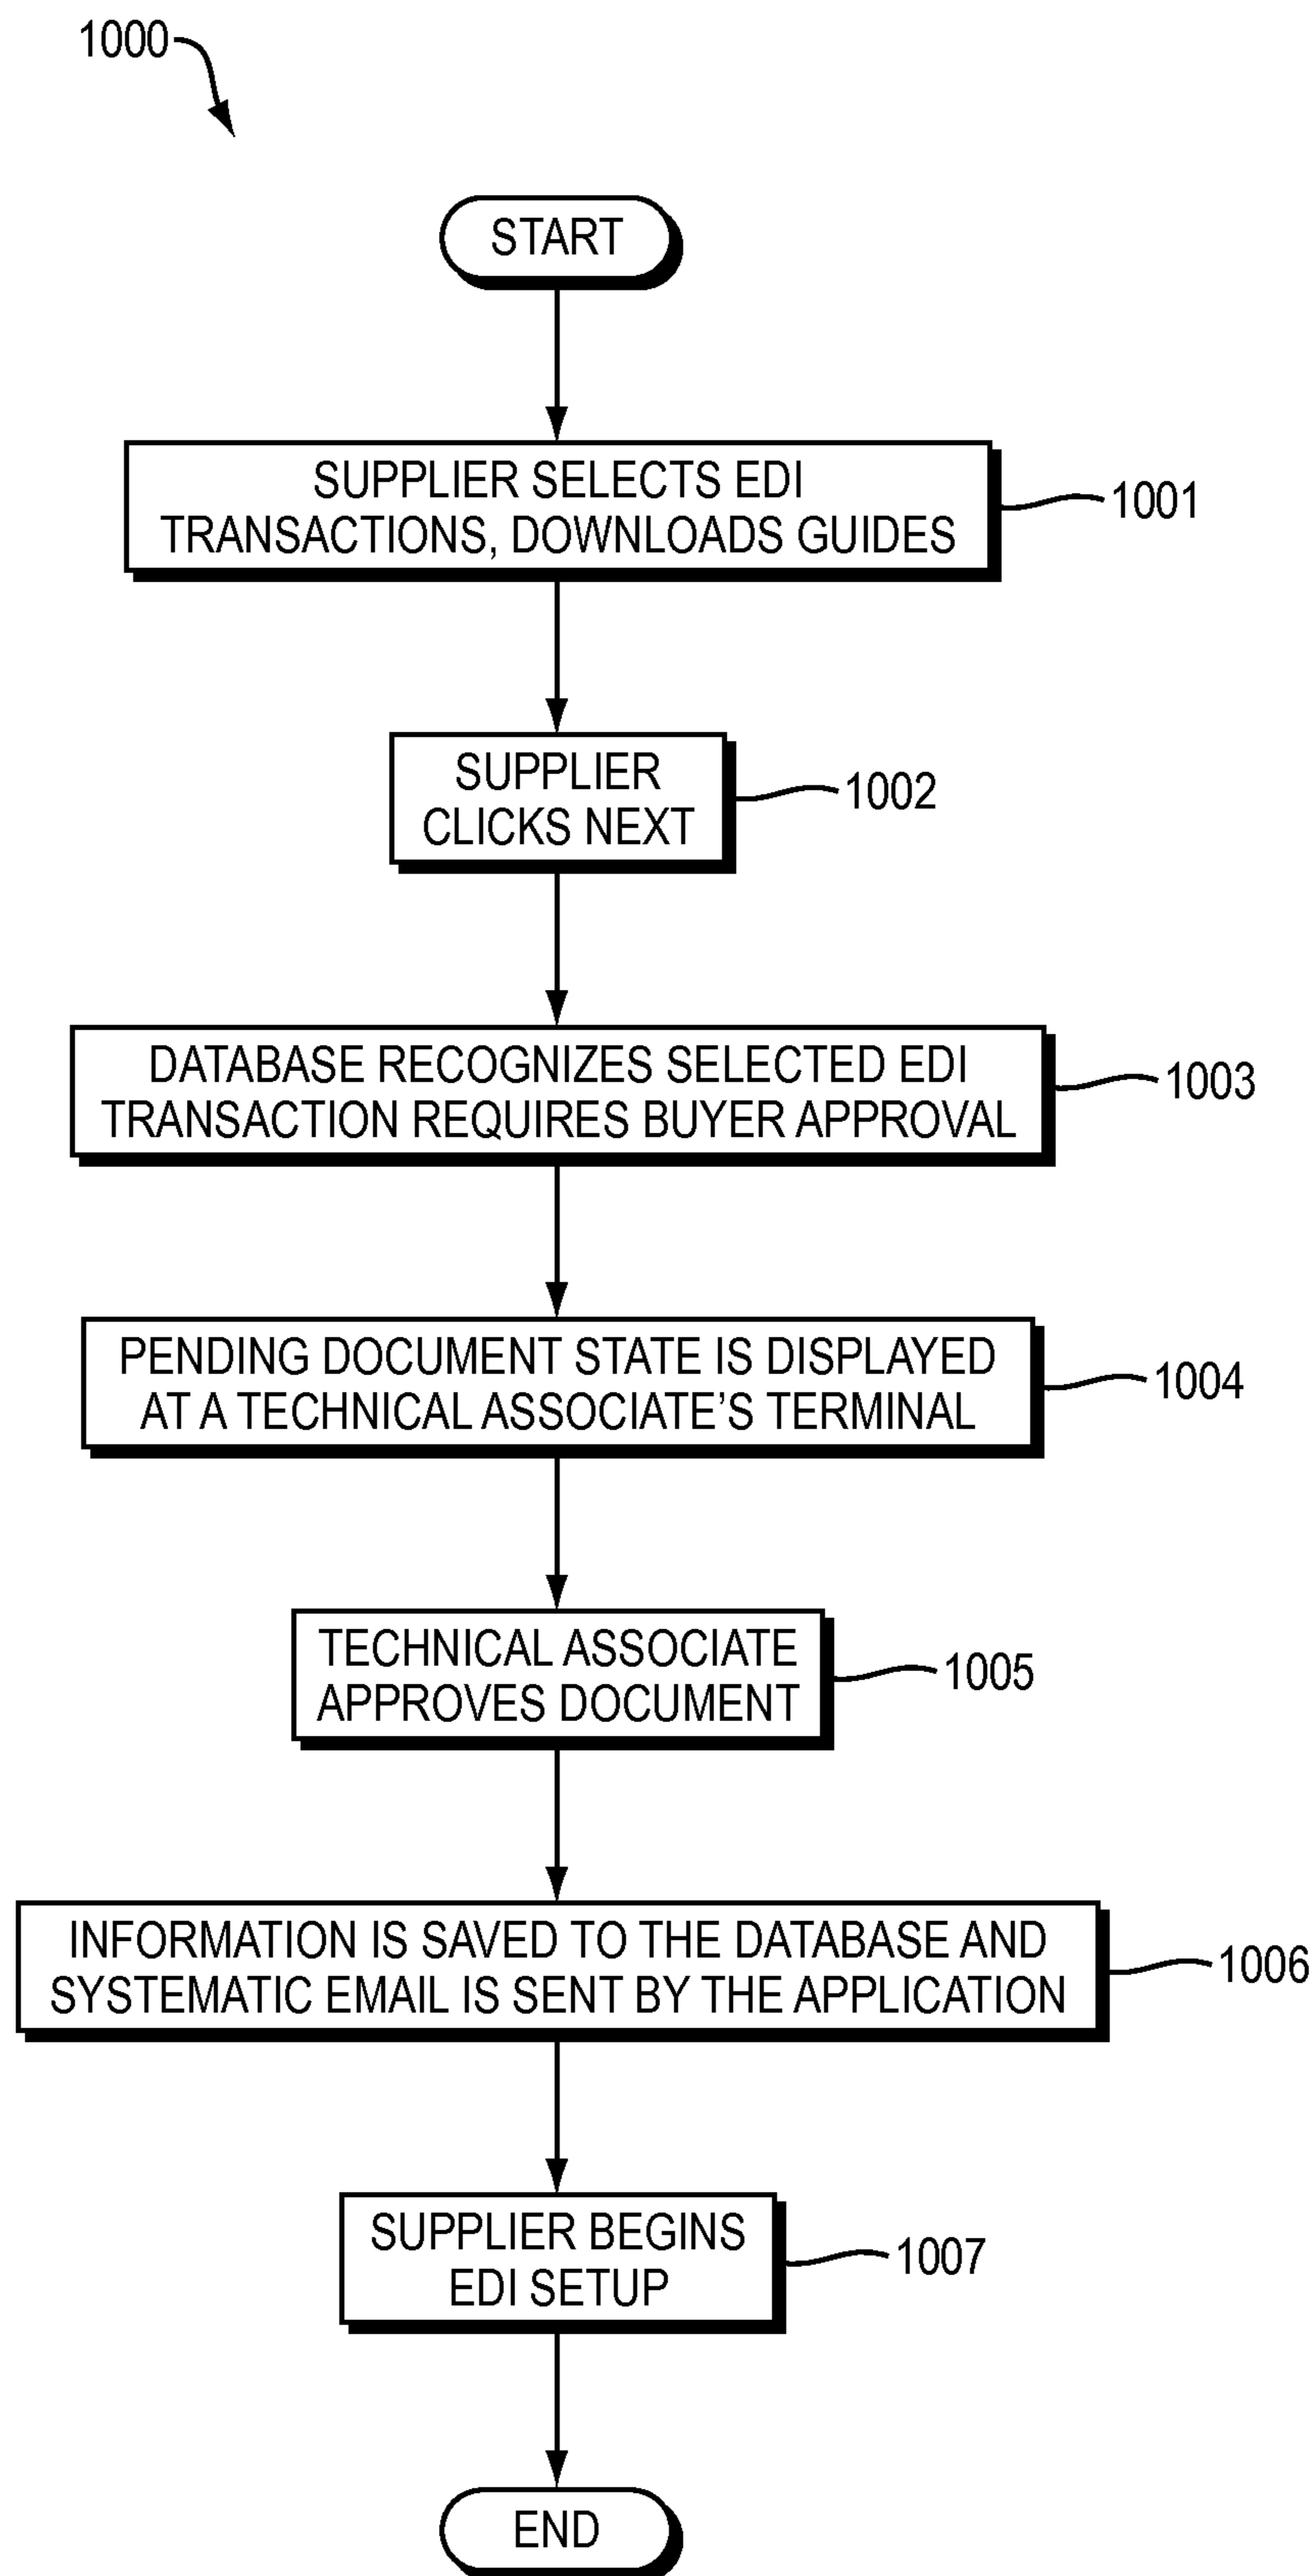 1000
START
SUPPLIER SELECTS EDI
TRANSACTIONS, DOWNLOADS GUIDES
1001
SUPPLIER
CLICKS NEXT
1002
DATABASE RECOGNIZES SELECTED EDI
TRANSACTION REQUIRES BUYER APPROVAL
1003
PENDING DOCUMENT STATE IS DISPLAYED
AT A TECHNICAL ASSOCIATE’S TERMINAL
1004
TECHNICAL ASSOCIATE
APPROVES DOCUMENT
1005
INFORMATION IS SAVED TO THE DATABASE AND
SYSTEMATIC EMAIL IS SENT BY THE APPLICATION
1006
SUPPLIER BEGINS
EDI SETUP
1007
END